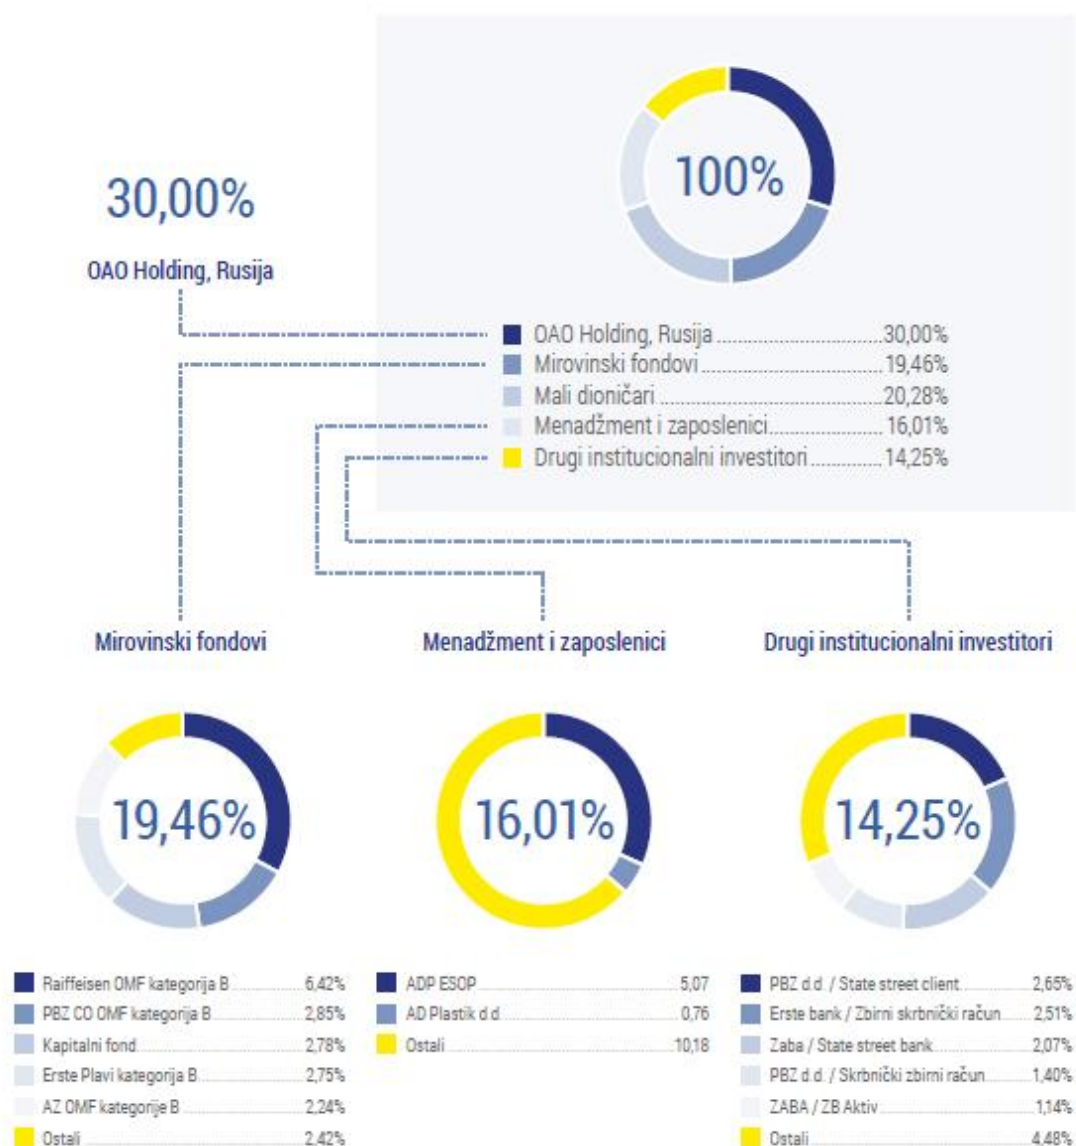 100%
30,00%
OAO Holding, Rusija
OAO Holding, Rusija 30,00%
Mirovinski fondovi 19,46%
Mali dioničari 20,28%
Menadžment i zaposlenici 16,01%
Drugi institucionalni investitori 14,25%
Mirovinski fondovi
19,46%
Raiffeisen OMF kategorija B 6,42%
PBZ CO OMF kategorija B 2,85%
Kapitalni fond 2,78%
Erste Plavi kategorija B 2,75%
AZ OMF kategorije B 2,24%
Ostali 2,42%
Menadžment i zaposlenici
16,01%
ADP ESOP 5,07
AD Plastik d d 0,76
Ostali 10,18
Drugi institucionalni investitori
14,25%
PBZ d.d. / State street client 2,65%
Erste bank / Zbirni skrbnički račun 2,51%
Zaba / State street bank 2,07%
PBZ d.d. / Skrbnički zbirni račun 1,40%
ZABA / ZB Aktiv 1,14%
Ostali 4,48%